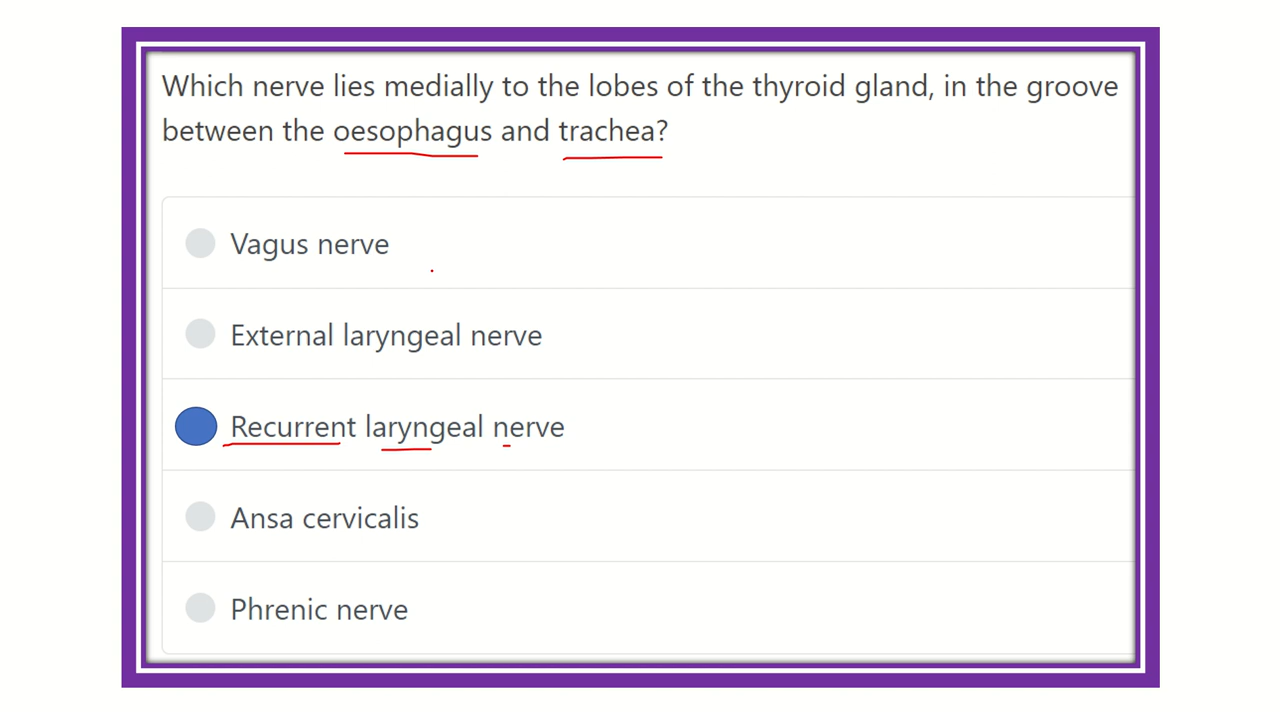 Which nerve lies medially to the lobes of the thyroid gland, in the groove
between the oesophagus and trachea?
Vagus nerve
External laryngeal nerve
Recurrent laryngeal nerve
Ansa cervicalis
Phrenic nerve